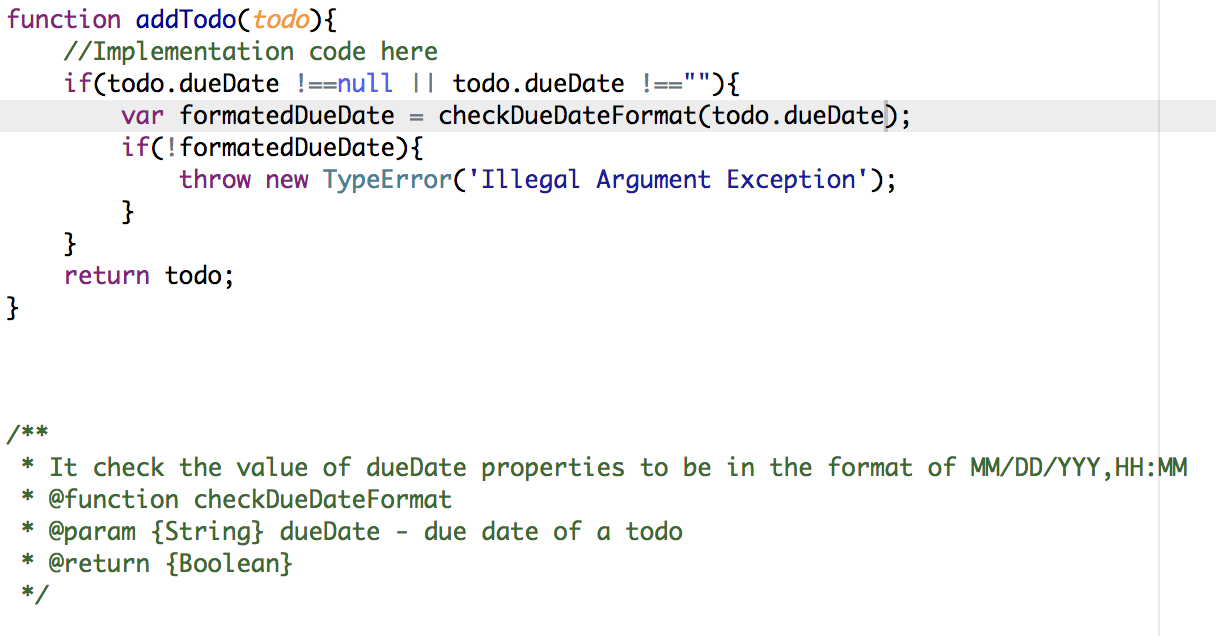 function addTodo(todo){
    //Implementation code here
    if(todo.dueDate !==null || todo.dueDate !==""){
        var formatedDueDate = checkDueDateFormat(todo.dueDate);
        if(!formatedDueDate){
            throw new TypeError('Illegal Argument Exception');
        }
    }
    return todo;
}
/**
 * It check the value of dueDate properties to be in the format of MM/DD/YYY,HH:MM
 * @function checkDueDateFormat
 * @param {String} dueDate - due date of a todo
 * @return {Boolean}
 */